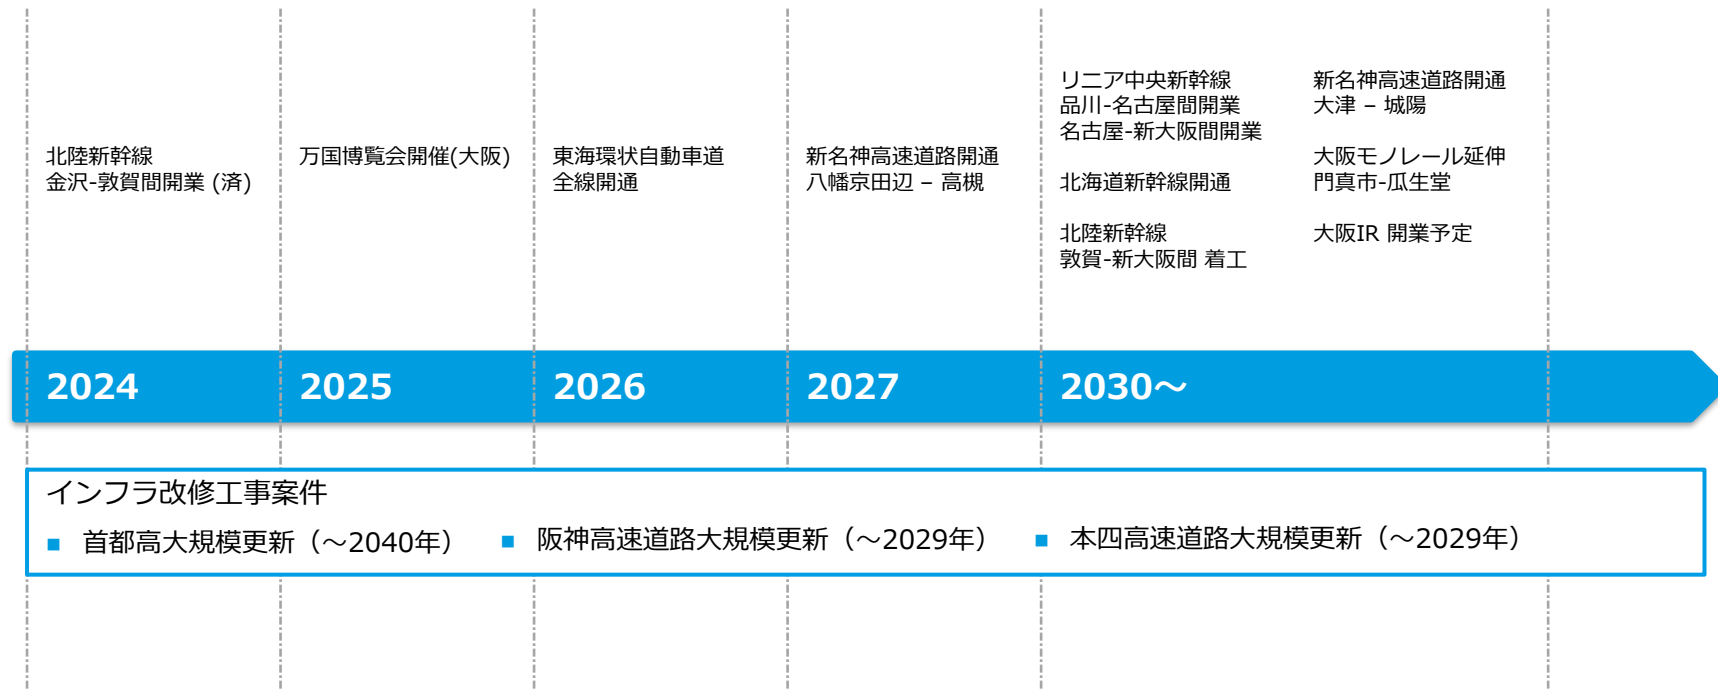 北陸新幹線
金沢-敦賀間開業 (済)
万国博覧会開催(大阪)
東海環状自動車道
全線開通
新名神高速道路開通
八幡京田辺 – 高槻
リニア中央新幹線
品川-名古屋間開業
名古屋-新大阪間開業
北海道新幹線開通
北陸新幹線
敦賀-新大阪間 着工
新名神高速道路開通
大津 – 城陽
大阪モノレール延伸
門真市-瓜生堂
大阪IR 開業予定
2024
2025
2026
2027
2030～
インフラ改修工事案件
■ 首都高大規模更新（～2040年）
■ 阪神高速道路大規模更新（～2029年）
■ 本四高速道路大規模更新（～2029年）